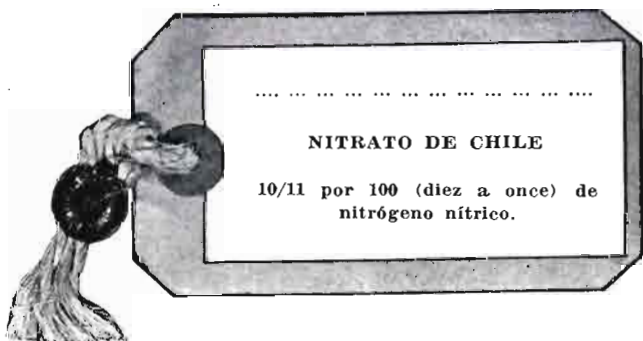 .... ... ... ... ... ... ... ... ... ... ... ....
NITRATO DE CHILE
10/11 por 100 (diez a once) de
nitrógeno nítrico.